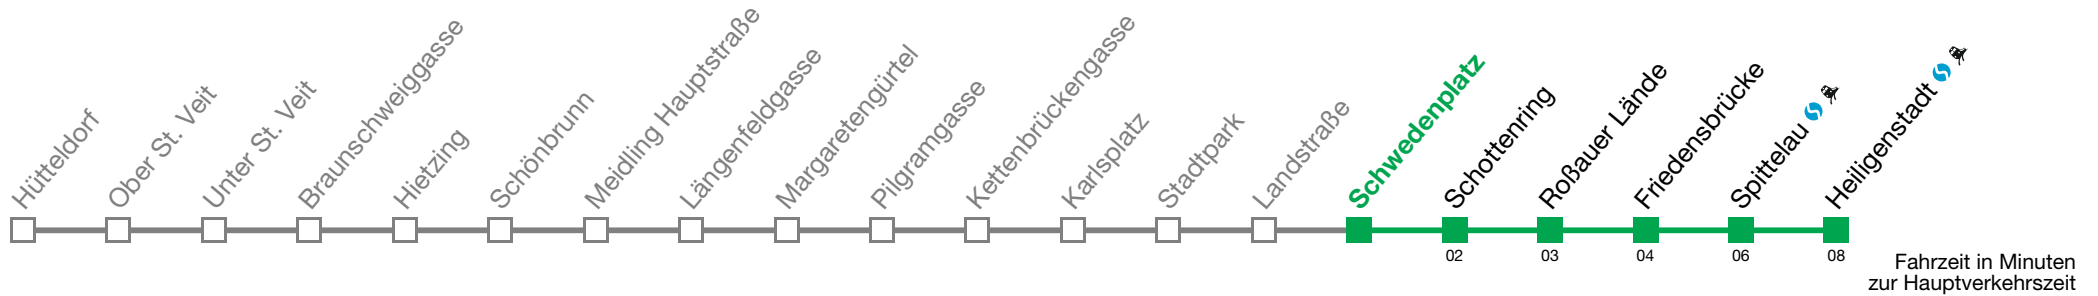 Hütteldorf
Ober St. Veit
Unter St. Veit
Braunschweiggasse
Hietzing
Schönbrunn
Meidling Hauptstraße
Längenfeldgasse
Margaretengürtel
Pilgramgasse
Kettenbrückengasse
Karlsplatz
Stadtpark
Landstraße
Schwedenplatz
Schottenring
Roßauer Lände
Friedensbrücke
Spittelau
Heiligenstadt
02
03
04
06
08
Fahrzeit in Minuten
zur Hauptverkehrszeit